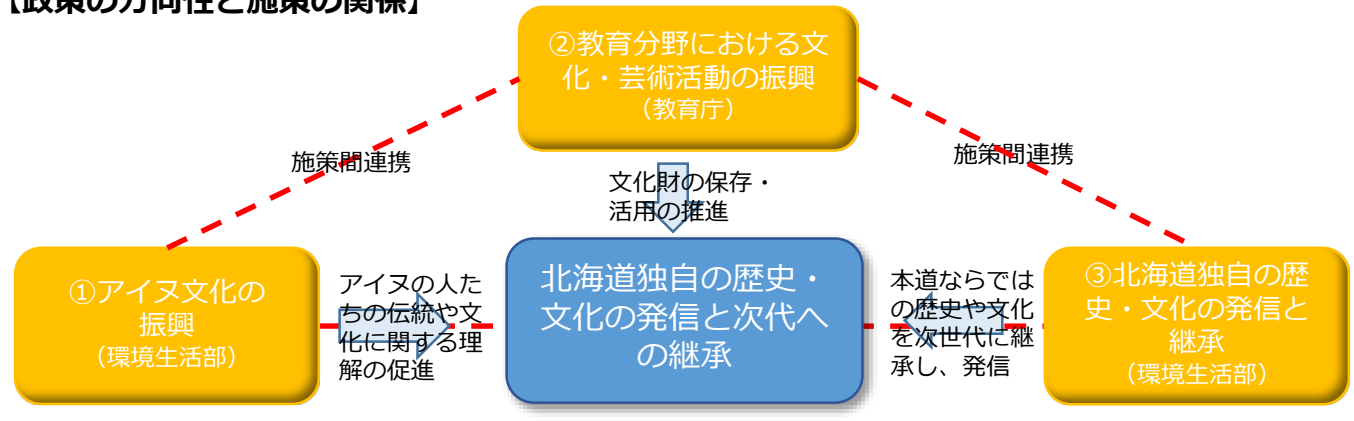 【政策の方向性と施策の関係】
②教育分野における文
化・芸術活動の振興
（教育庁）
施策間連携
施策間連携
文化財の保存・
活用の推進
①アイヌ文化の
振興
（環境生活部）
アイヌの人た
ちの伝統や文
化に関する理
解の促進
北海道独自の歴史・
文化の発信と次代へ
の継承
本道ならでは
の歴史や文化
を次世代に継
承し、発信
③北海道独自の歴
史・文化の発信と
継承
（環境生活部）